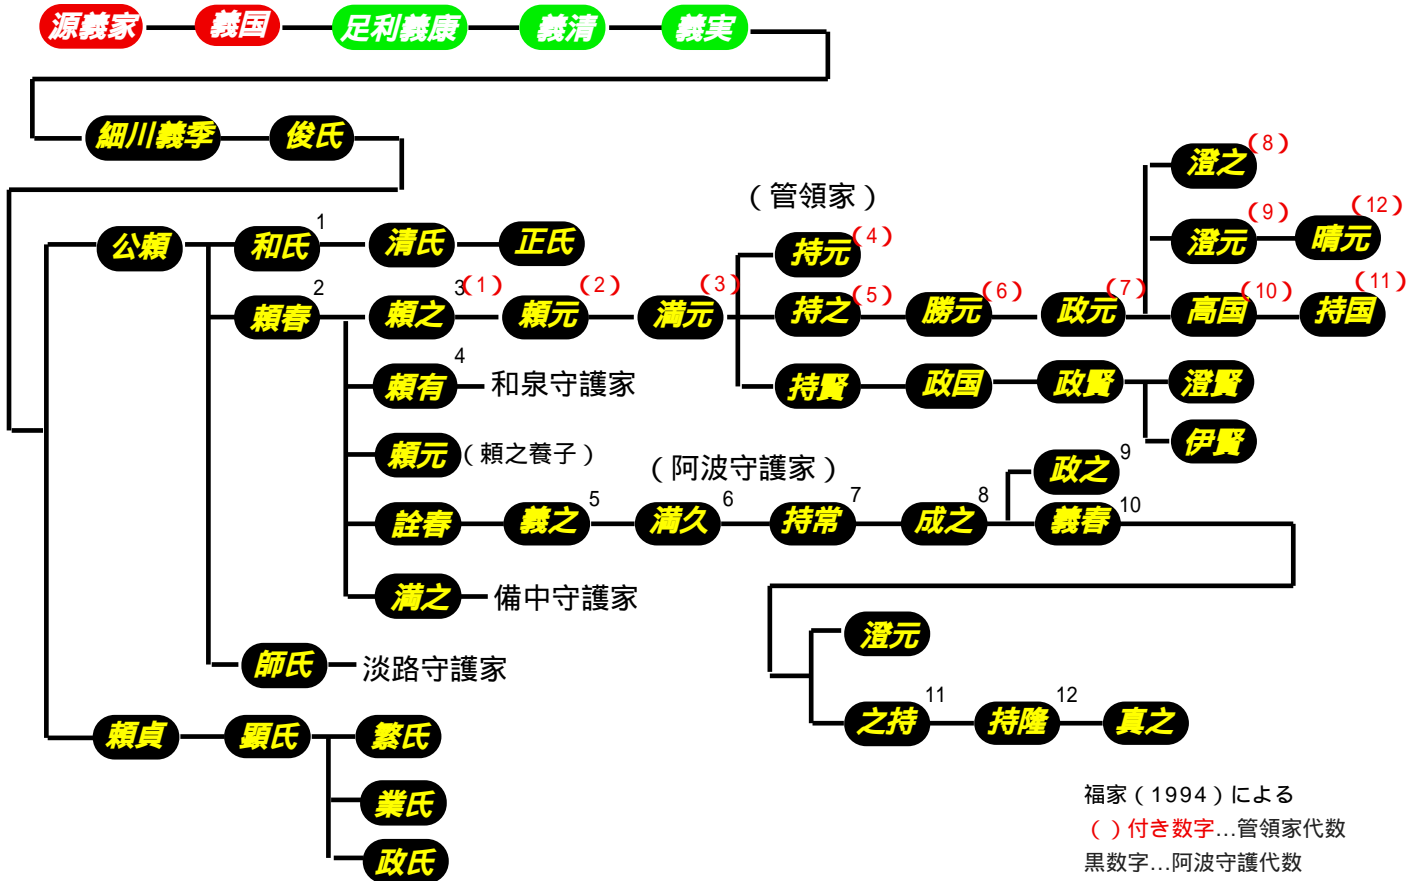 源義家 義国 足利義康 義清 義実
細川義季 俊氏
澄之 (8)
(管領家)
公頼 和氏 1 清氏 正氏 持元 (4) 澄元 (9) 晴元 (12)
頼春 2 頼之 3 (1) 頼元 (2) 満元 (3) 持之 (5) 勝元 (6) 政元 (7) 高国 (10) 持国 (11)
頼有 4 和泉守護家 持賢 政国 政賢 澄賢
伊賢
頼元 (頼之養子) (阿波守護家) 政之 9
詮春 義之 5 満久 6 持常 7 成之 8 義春 10
満之 備中守護家
澄元
師氏 淡路守護家
頼貞 顕氏 繁氏 之持 11 持隆 12 真之
業氏
政氏
福家(1994)による
( )付き数字…管領家代数
黒数字…阿波守護代数